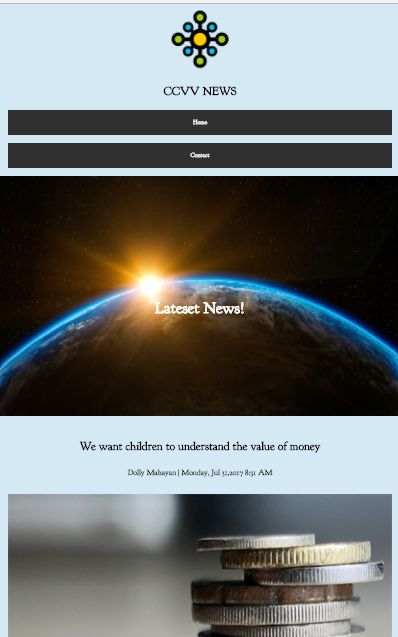 CCVV NEWS
Home
Contact
Lateset News!
We want children to understand the value of money
Dolly Mahayan | Monday, Jul 31,2017 8:31 AM